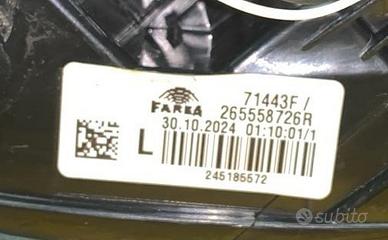 FARBA
71443F /
265558726R
30.10.2024 01:10:01/1
L
245185572
subito